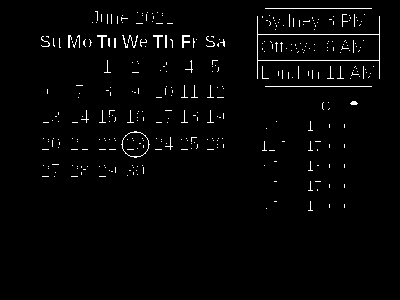 June 2021
Su Mo Tu We Th Fr Sa
1 2 3 4 5
6 7 8 9 10 11 12
13 14 15 16 17 18 19
20 21 22 23 24 25 26
27 28 29 30
Sydney 8 PM
Ottawa 6 AM
London 11 AM